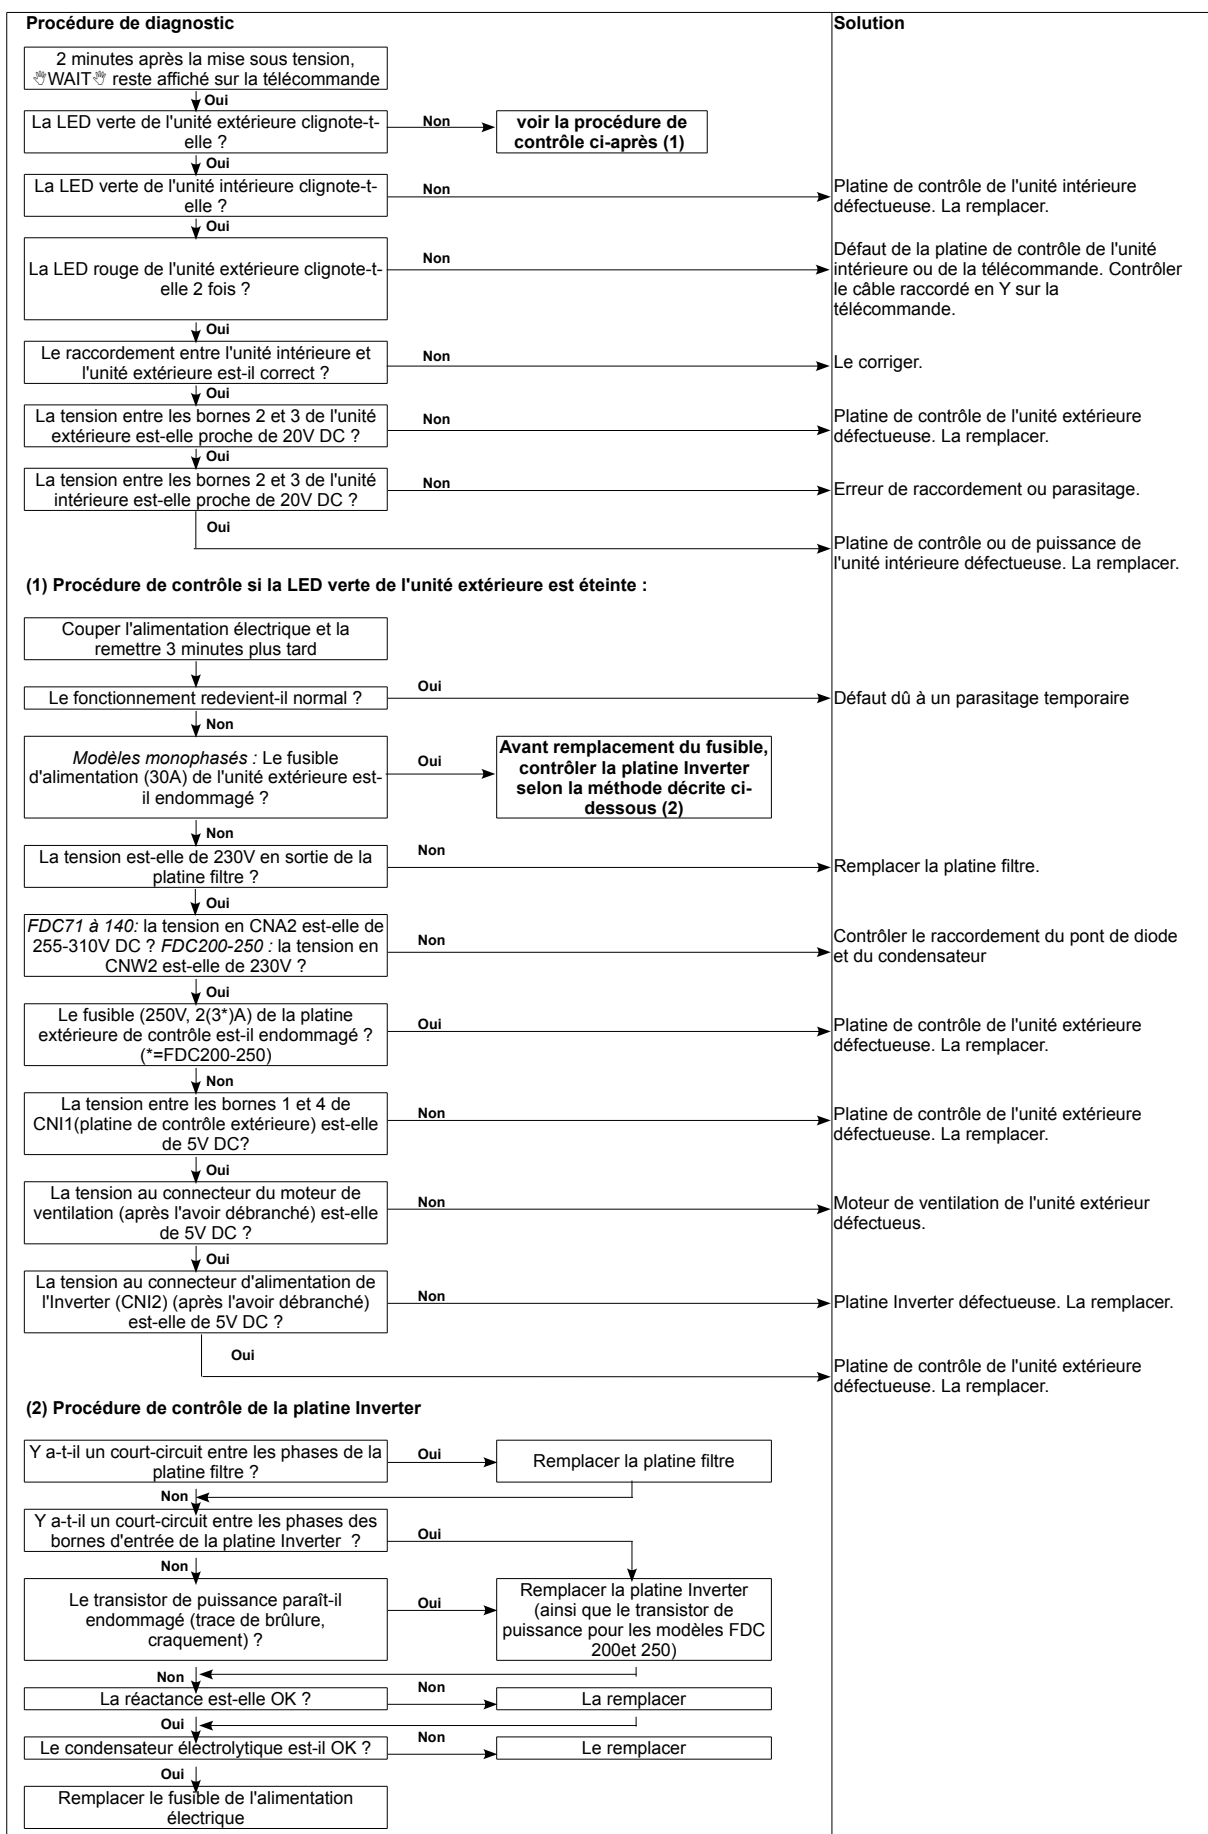 Procédure de diagnostic
Solution
2 minutes après la mise sous tension,
WAIT reste affiché sur la télécommande
Oui
La LED verte de l'unité extérieure clignote-t-
elle ?
Non
voir la procédure de
contrôle ci-après (1)
Oui
La LED verte de l'unité intérieure clignote-t-
elle ?
Non
Platine de contrôle de l'unité intérieure
défectueuse. La remplacer.
Oui
La LED rouge de l'unité extérieure clignote-t-
elle 2 fois ?
Non
Défaut de la platine de contrôle de l'unité
intérieure ou de la télécommande. Contrôler
le câble raccordé en Y sur la
télécommande.
Oui
Le raccordement entre l'unité intérieure et
l'unité extérieure est-il correct ?
Non
Le corriger.
Oui
La tension entre les bornes 2 et 3 de l'unité
extérieure est-elle proche de 20V DC ?
Non
Platine de contrôle de l'unité extérieure
défectueuse. La remplacer.
Oui
La tension entre les bornes 2 et 3 de l'unité
intérieure est-elle proche de 20V DC ?
Non
Erreur de raccordement ou parasitage.
Oui
Platine de contrôle ou de puissance de
l'unité intérieure défectueuse. La remplacer.
(1) Procédure de contrôle si la LED verte de l'unité extérieure est éteinte :
Couper l'alimentation électrique et la
remettre 3 minutes plus tard
Le fonctionnement redevient-il normal ?
Oui
Défaut dû à un parasitage temporaire
Non
Modèles monophasés : Le fusible
d'alimentation (30A) de l'unité extérieure est-
il endommagé ?
Oui
Avant remplacement du fusible,
contrôler la platine Inverter
selon la méthode décrite ci-
dessous (2)
Non
La tension est-elle de 230V en sortie de la
platine filtre ?
Non
Remplacer la platine filtre.
Oui
FDC71 à 140: la tension en CNA2 est-elle de
255-310V DC ? FDC200-250 : la tension en
CNW2 est-elle de 230V ?
Non
Contrôler le raccordement du pont de diode
et du condensateur
Oui
Le fusible (250V, 2(3*)A) de la platine
extérieure de contrôle est-il endommagé ?
(*=FDC200-250)
Oui
Platine de contrôle de l'unité extérieure
défectueuse. La remplacer.
Non
La tension entre les bornes 1 et 4 de
CNI1(platine de contrôle extérieure) est-elle
de 5V DC?
Non
Platine de contrôle de l'unité extérieure
défectueuse. La remplacer.
Oui
La tension au connecteur du moteur de
ventilation (après l'avoir débranché) est-elle
de 5V DC ?
Non
Moteur de ventilation de l'unité extérieur
défectueus.
Oui
La tension au connecteur d'alimentation de
l'Inverter (CNI2) (après l'avoir débranché)
est-elle de 5V DC ?
Non
Platine Inverter défectueuse. La remplacer.
Oui
Platine de contrôle de l'unité extérieure
défectueuse. La remplacer.
(2) Procédure de contrôle de la platine Inverter
Y a-t-il un court-circuit entre les phases de la
platine filtre ?
Oui
Remplacer la platine filtre
Non
Y a-t-il un court-circuit entre les phases des
bornes d'entrée de la platine Inverter  ?
Oui
Non
Le transistor de puissance paraît-il
endommagé (trace de brûlure,
craquement) ?
Oui
Remplacer la platine Inverter
(ainsi que le transistor de
puissance pour les modèles FDC
200et 250)
Non
La réactance est-elle OK ?
Non
La remplacer
Oui
Le condensateur électrolytique est-il OK ?
Non
Le remplacer
Oui
Remplacer le fusible de l'alimentation
électrique